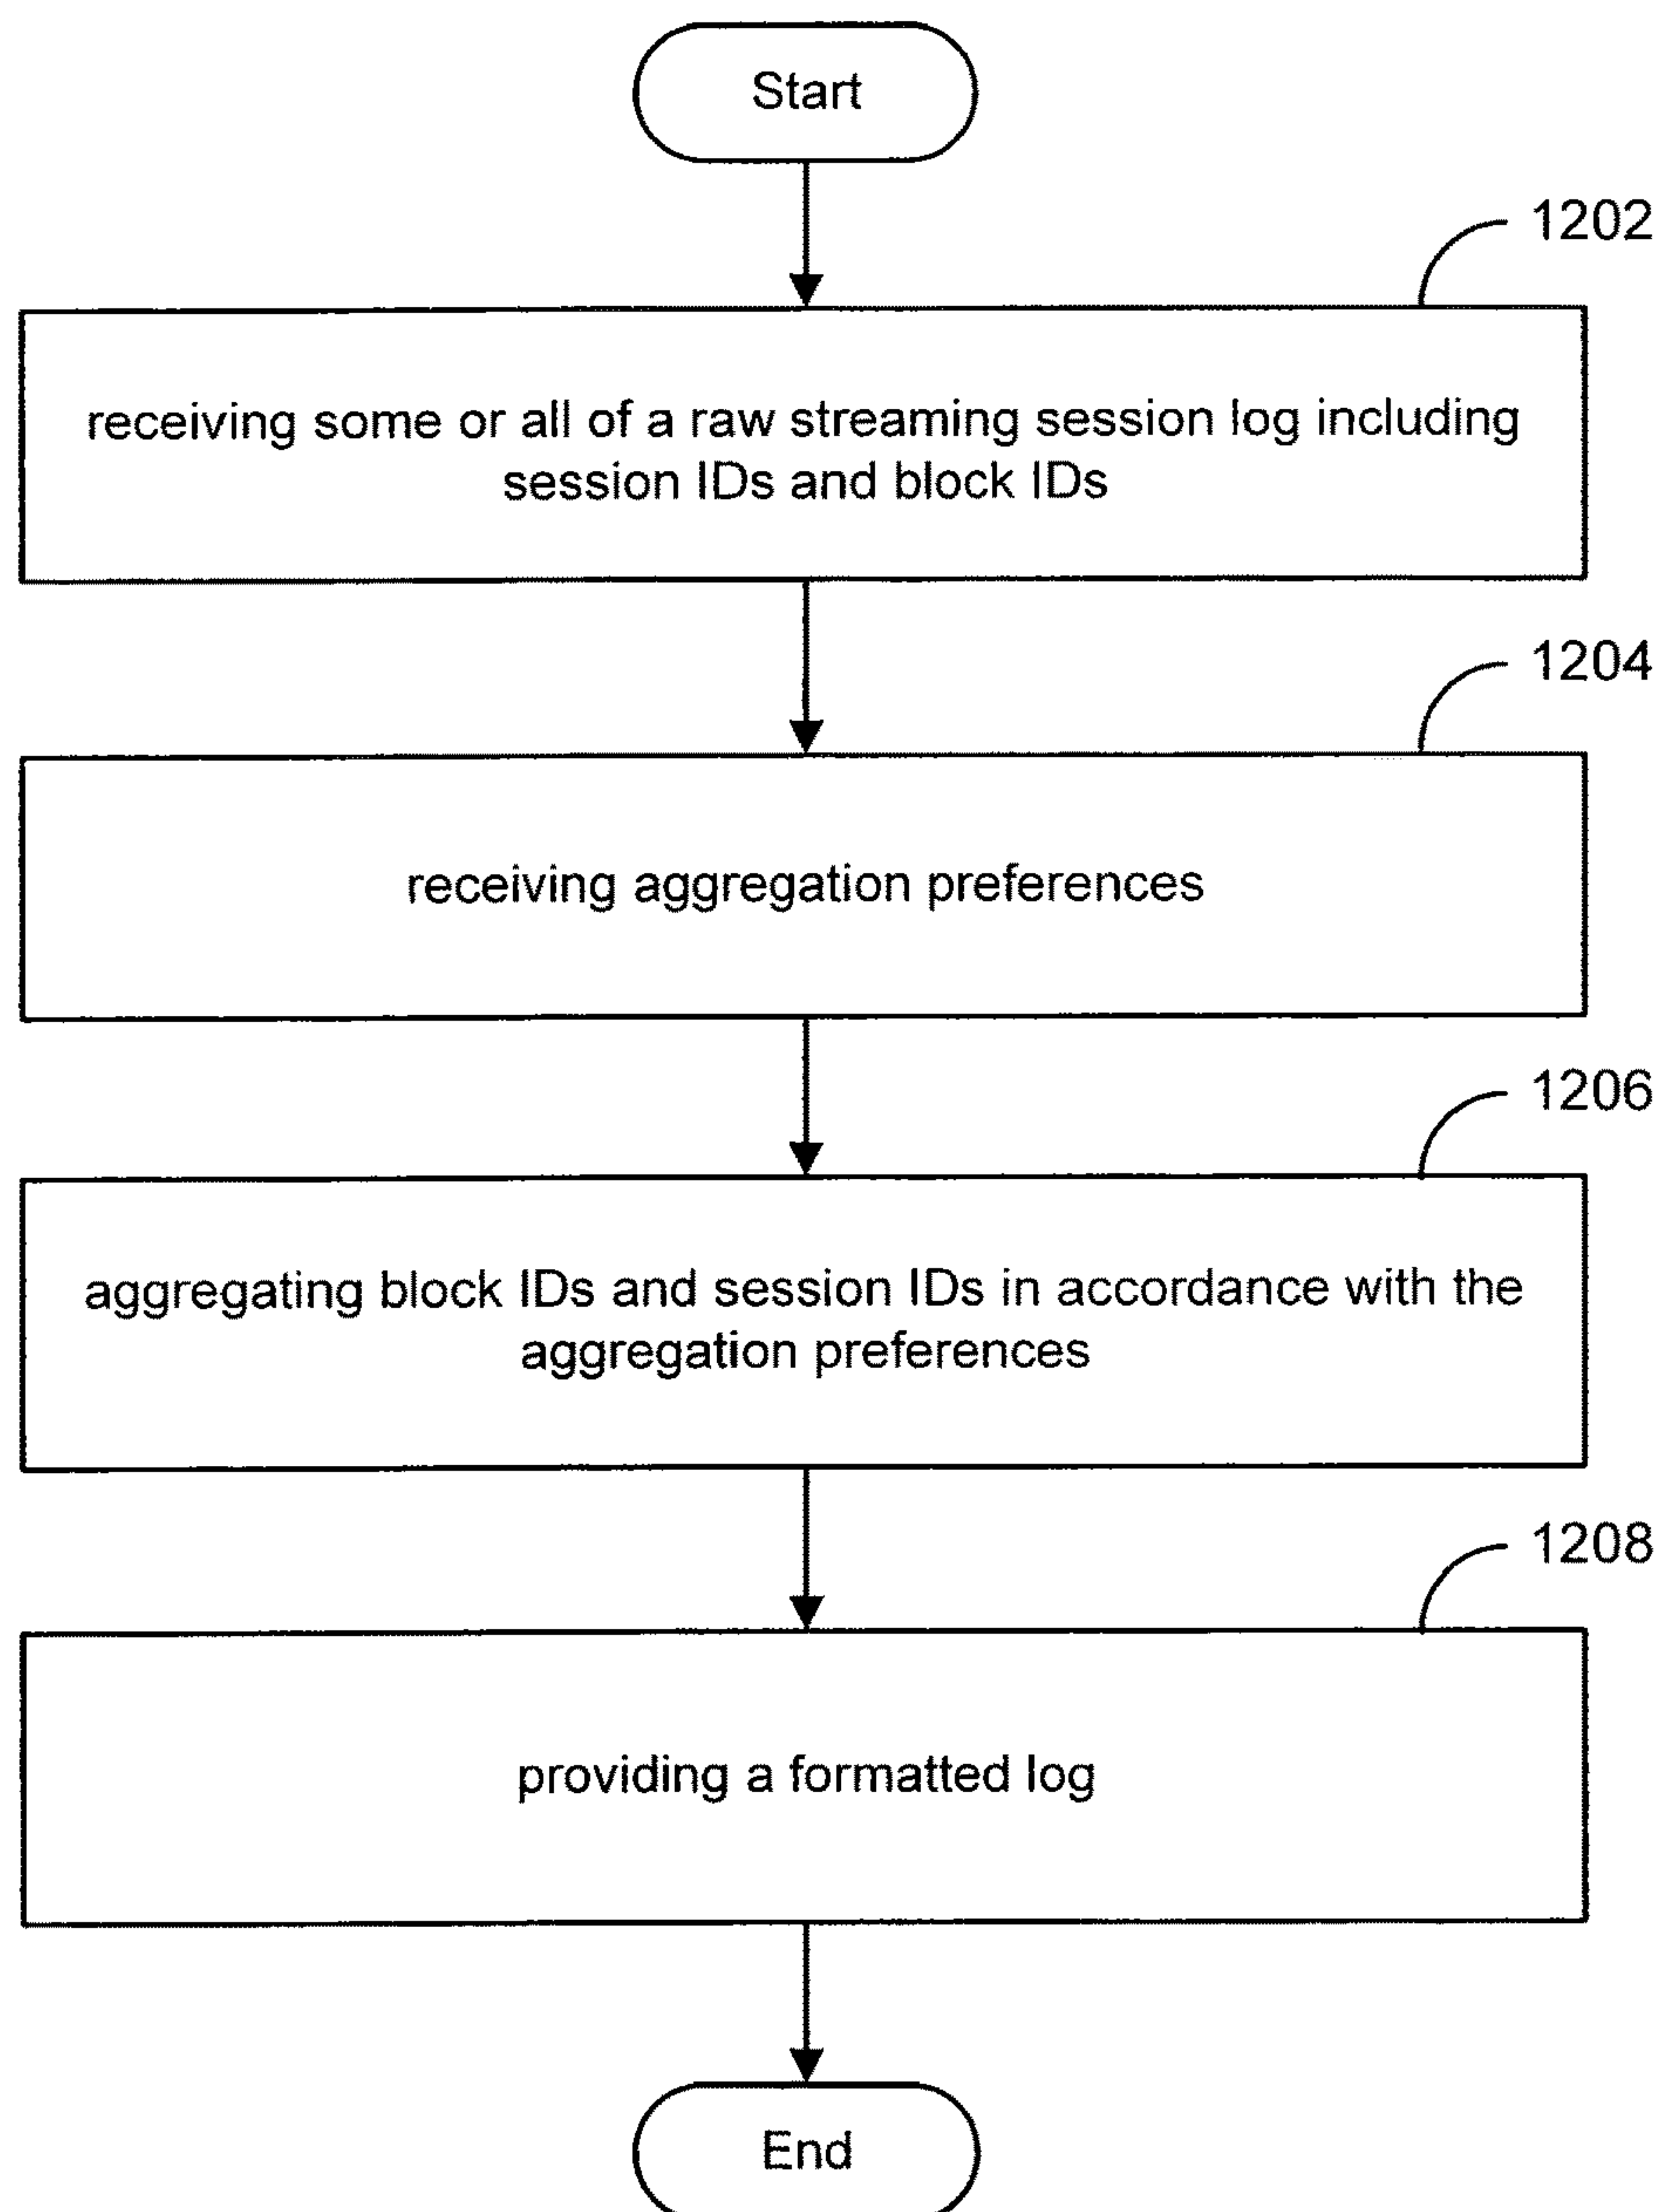 Start
1202
receiving some or all of a raw streaming session log including
session IDs and block IDs
1204
receiving aggregation preferences
1206
aggregating block IDs and session IDs in accordance with the
aggregation preferences
1208
providing a formatted log
End